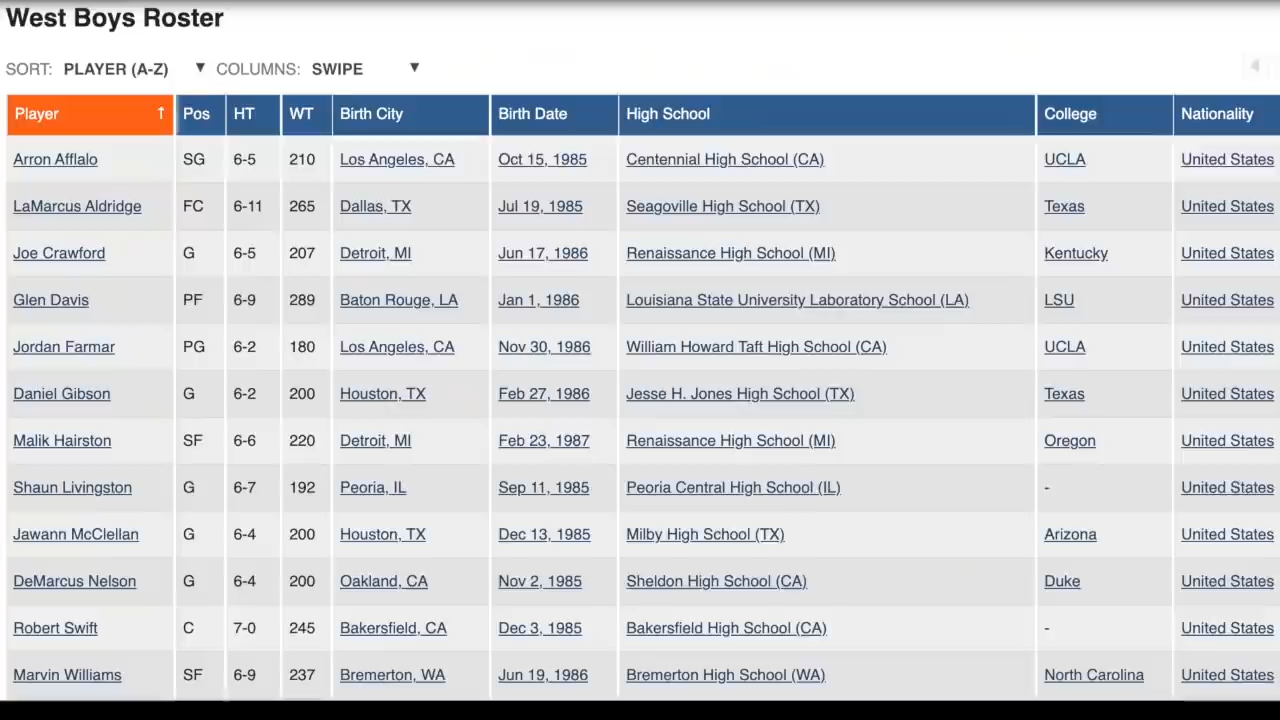 West Boys Roster
SORT: PLAYER (A-Z) ▼ COLUMNS: SWIPE ▼
Player ↑ Pos HT WT Birth City Birth Date High School College Nationality
Arron Afflalo SG 6-5 210 Los Angeles, CA Oct 15, 1985 Centennial High School (CA) UCLA United States
LaMarcus Aldridge FC 6-11 265 Dallas, TX Jul 19, 1985 Seagoville High School (TX) Texas United States
Joe Crawford G 6-5 207 Detroit, MI Jun 17, 1986 Renaissance High School (MI) Kentucky United States
Glen Davis PF 6-9 289 Baton Rouge, LA Jan 1, 1986 Louisiana State University Laboratory School (LA) LSU United States
Jordan Farmar PG 6-2 180 Los Angeles, CA Nov 30, 1986 William Howard Taft High School (CA) UCLA United States
Daniel Gibson G 6-2 200 Houston, TX Feb 27, 1986 Jesse H. Jones High School (TX) Texas United States
Malik Hairston SF 6-6 220 Detroit, MI Feb 23, 1987 Renaissance High School (MI) Oregon United States
Shaun Livingston G 6-7 192 Peoria, IL Sep 11, 1985 Peoria Central High School (IL) - United States
Jawann McClellan G 6-4 200 Houston, TX Dec 13, 1985 Milby High School (TX) Arizona United States
DeMarcus Nelson G 6-4 200 Oakland, CA Nov 2, 1985 Sheldon High School (CA) Duke United States
Robert Swift C 7-0 245 Bakersfield, CA Dec 3, 1985 Bakersfield High School (CA) - United States
Marvin Williams SF 6-9 237 Bremerton, WA Jun 19, 1986 Bremerton High School (WA) North Carolina United States